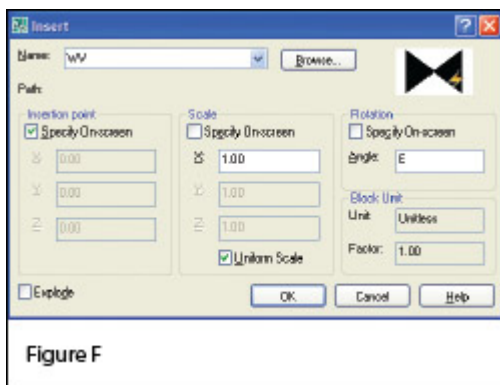 Insert
Name: WV Browse...
Path:
Insertion point
Specify On-screen
X: 0.00
Y: 0.00
Z: 0.00
Scale
Specify On-screen
X: 1.00
Y: 1.00
Z: 1.00
Uniform Scale
Rotation
Specify On-screen
Angle: E
Block Unit
Unit: Unitless
Factor: 1.00
Explode
OK Cancel Help
Figure F